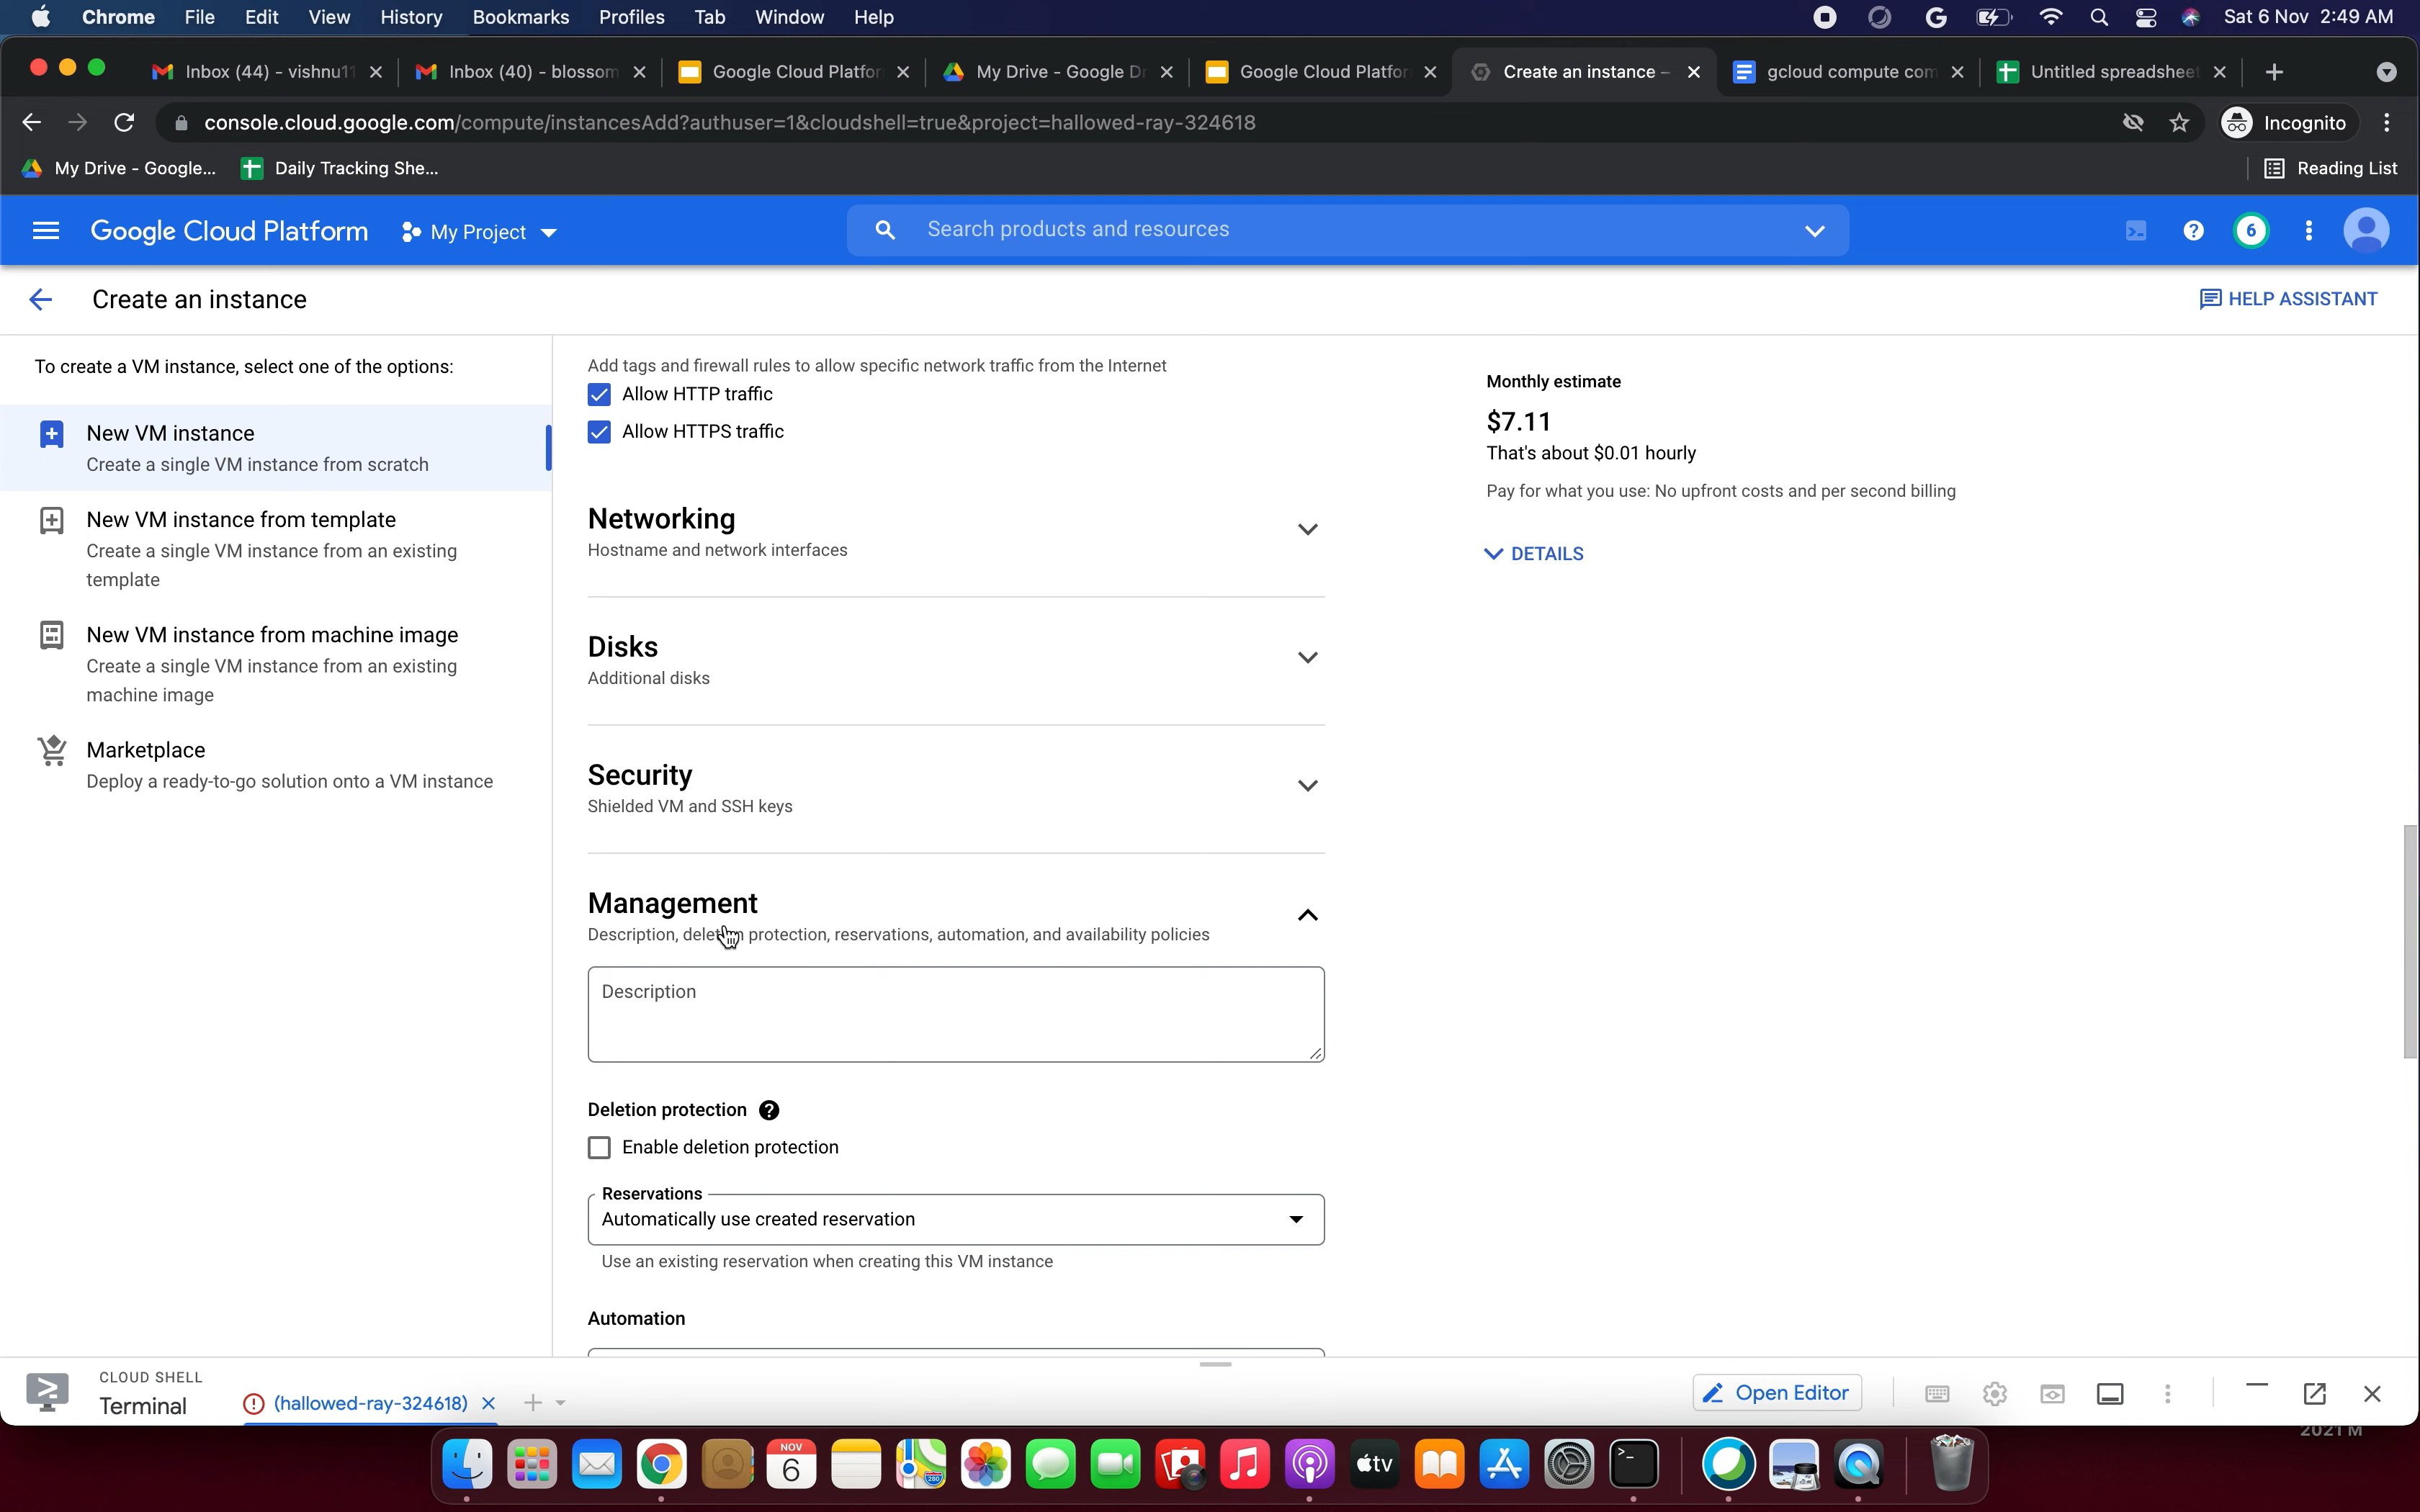 Chrome File Edit View History Bookmarks Profiles Tab Window Help Sat 6 Nov 2:49 AM
Inbox (44) - vishnu11 Inbox (40) - blossom Google Cloud Platfor My Drive - Google Dr Google Cloud Platfor Create an instance - gcloud compute com Untitled spreadsheet
console.cloud.google.com/compute/instancesAdd?authuser=1&cloudshell=true&project=hallowed-ray-324618 Incognito
My Drive - Google... Daily Tracking She... Reading List
Google Cloud Platform My Project Search products and resources 6
Create an instance HELP ASSISTANT
To create a VM instance, select one of the options:
New VM instance
Create a single VM instance from scratch
New VM instance from template
Create a single VM instance from an existing
template
New VM instance from machine image
Create a single VM instance from an existing
machine image
Marketplace
Deploy a ready-to-go solution onto a VM instance
Add tags and firewall rules to allow specific network traffic from the Internet
Allow HTTP traffic
Allow HTTPS traffic
Networking
Hostname and network interfaces
Disks
Additional disks
Security
Shielded VM and SSH keys
Management
Description, deletion protection, reservations, automation, and availability policies
Description
Deletion protection
Enable deletion protection
Reservations
Automatically use created reservation
Use an existing reservation when creating this VM instance
Automation
Monthly estimate
$7.11
That's about $0.01 hourly
Pay for what you use: No upfront costs and per second billing
DETAILS
CLOUD SHELL
Terminal (hallowed-ray-324618) Open Editor
2021 M
NOV
6
280
tv